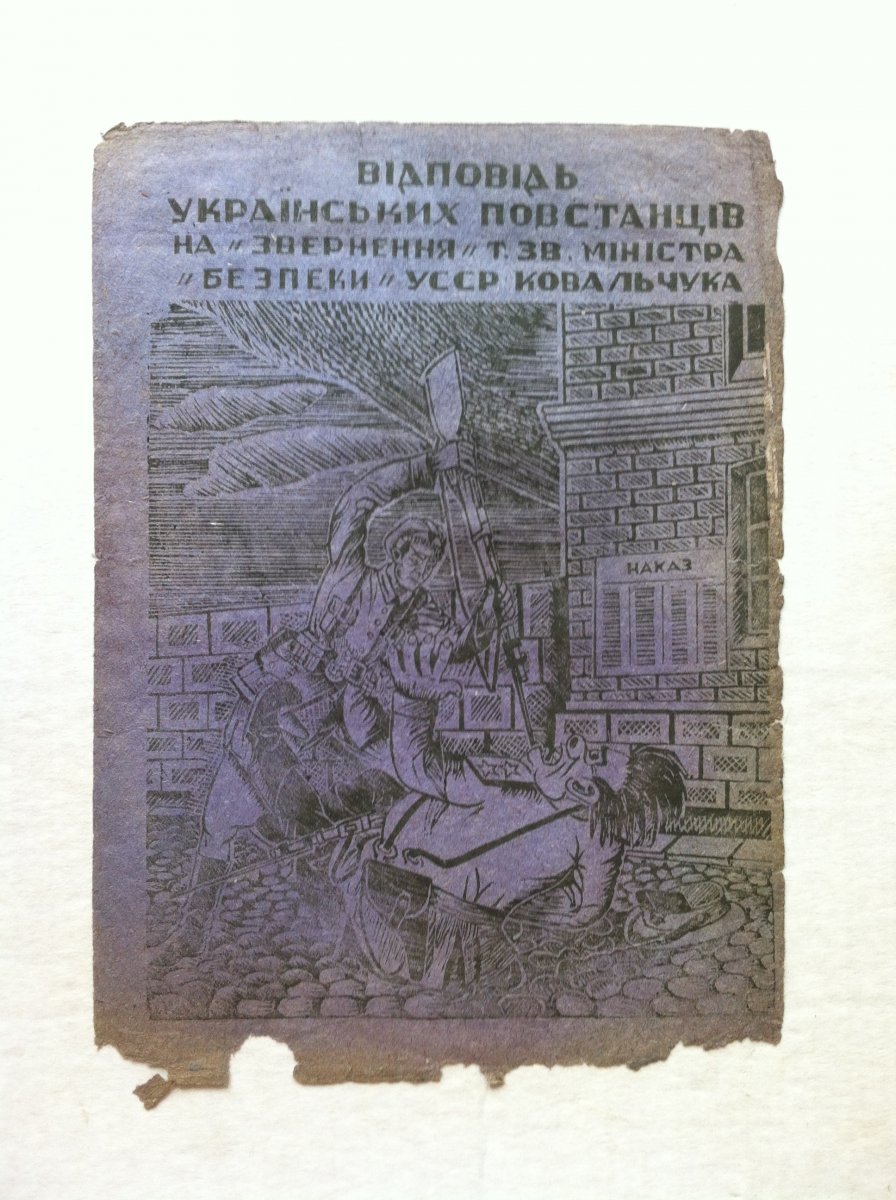 ВІДПОВІДЬ
УКРАЇНСЬКИХ ПОВСТАНЦІВ
НА „ ЗВЕРНЕННЯ „ Т. ЗВ. МІНІСТРА
„ БЕЗПЕКИ „ УССР КОВАЛЬЧУКА
НАКАЗ